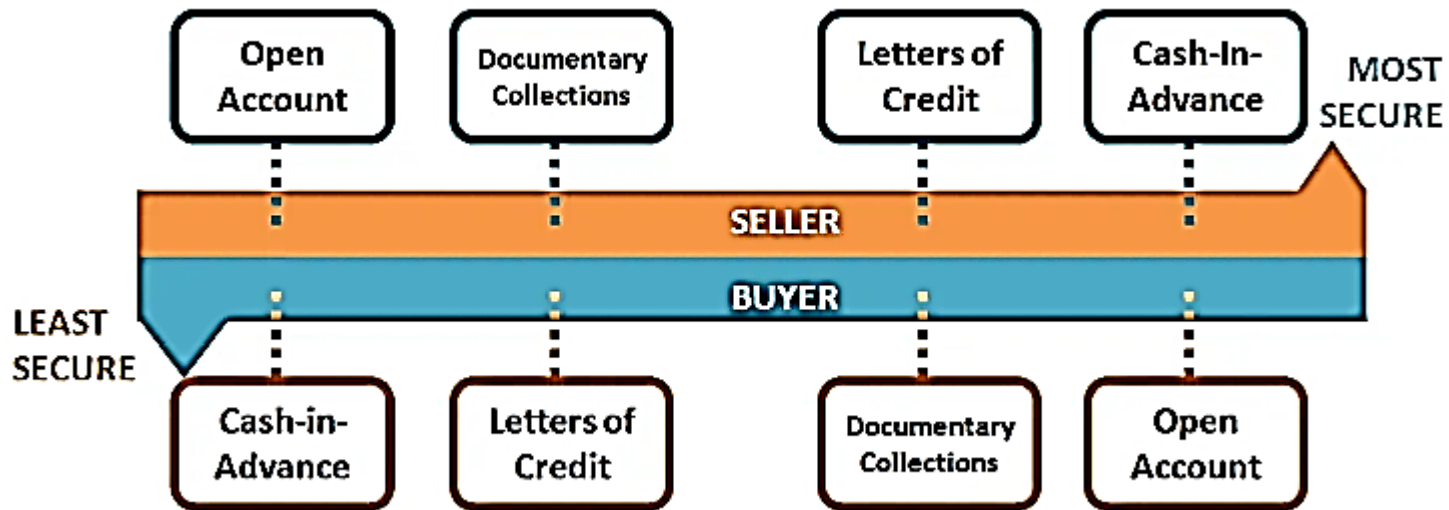 Open
Account
Documentary
Collections
Letters of
Credit
Cash-In-
Advance
MOST
SECURE
SELLER
BUYER
LEAST
SECURE
Cash-in-
Advance
Letters of
Credit
Documentary
Collections
Open
Account